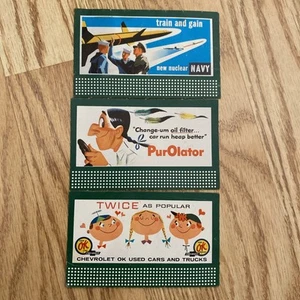 train and gain
new nuclear NAVY
"Change-um oil filter...
car run heap better"
PurOlator
TWICE AS POPULAR
OK
OK
CHEVROLET OK USED CARS AND TRUCKS